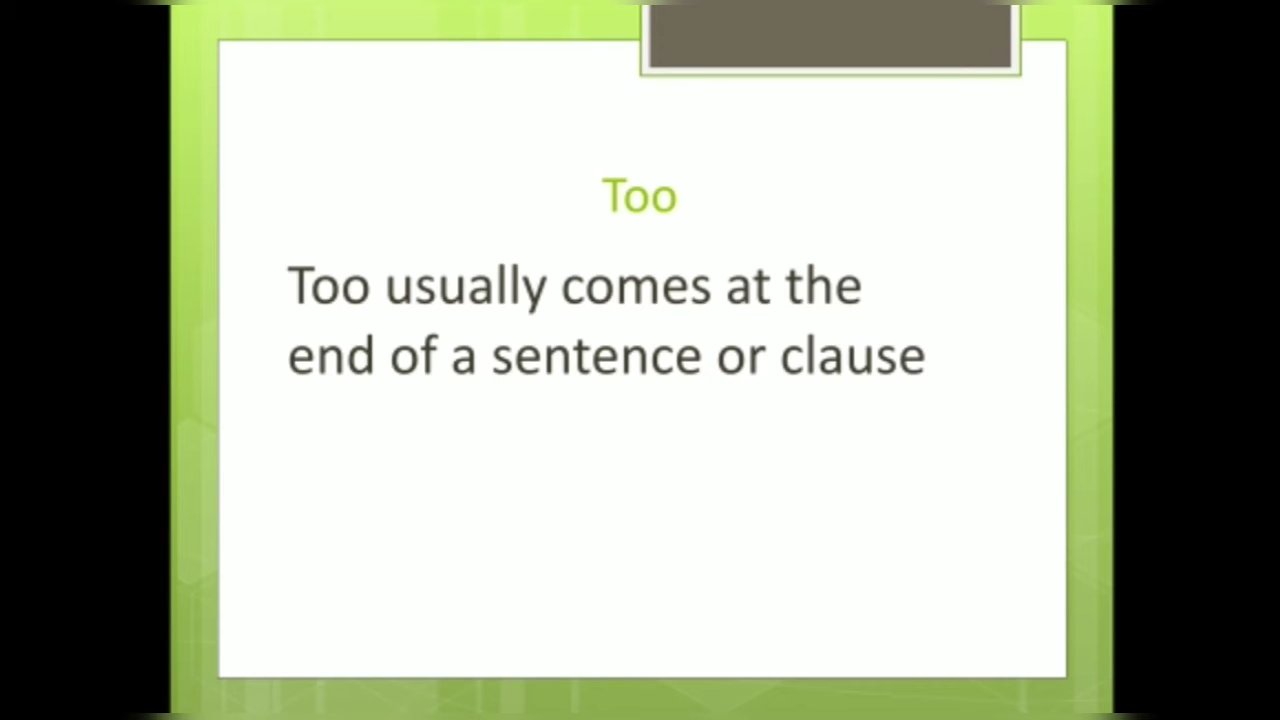 Too
Too usually comes at the
end of a sentence or clause